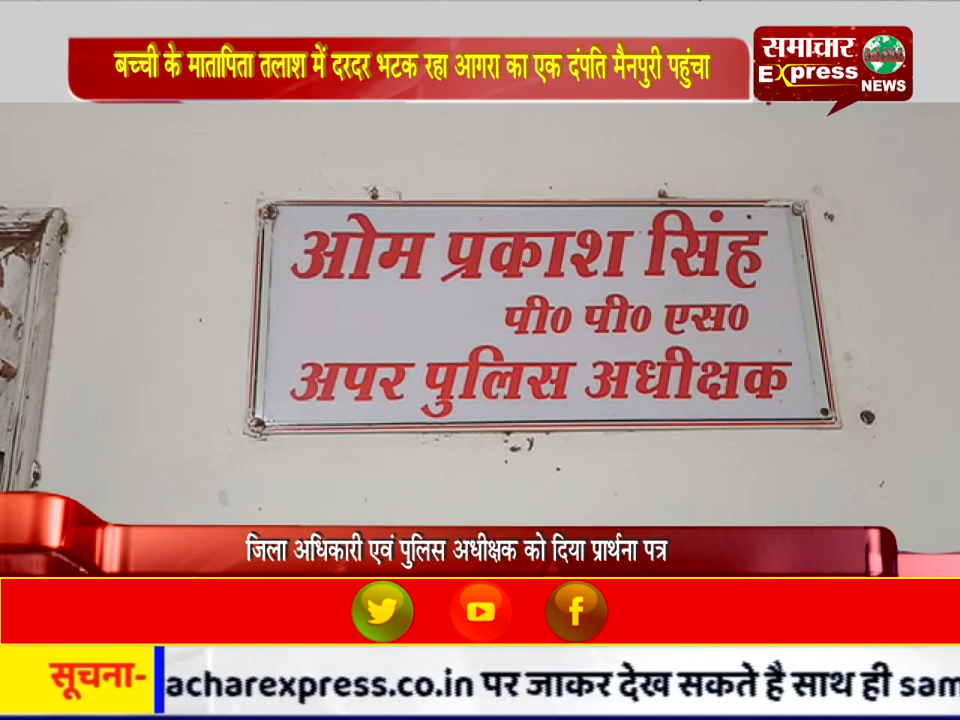 बच्ची के मातापिता तलाश में दरदर भटक रहा आगरा का एक दंपति मैनपुरी पहुंचा
समाचार
Express
NEWS
ओम प्रकाश सिंह
पी0 पी0 एस0
अपर पुलिस अधीक्षक
जिला अधिकारी एवं पुलिस अधीक्षक को दिया प्रार्थना पत्र
सूचना- acharexpress.co.in पर जाकर देख सकते है साथ ही sam